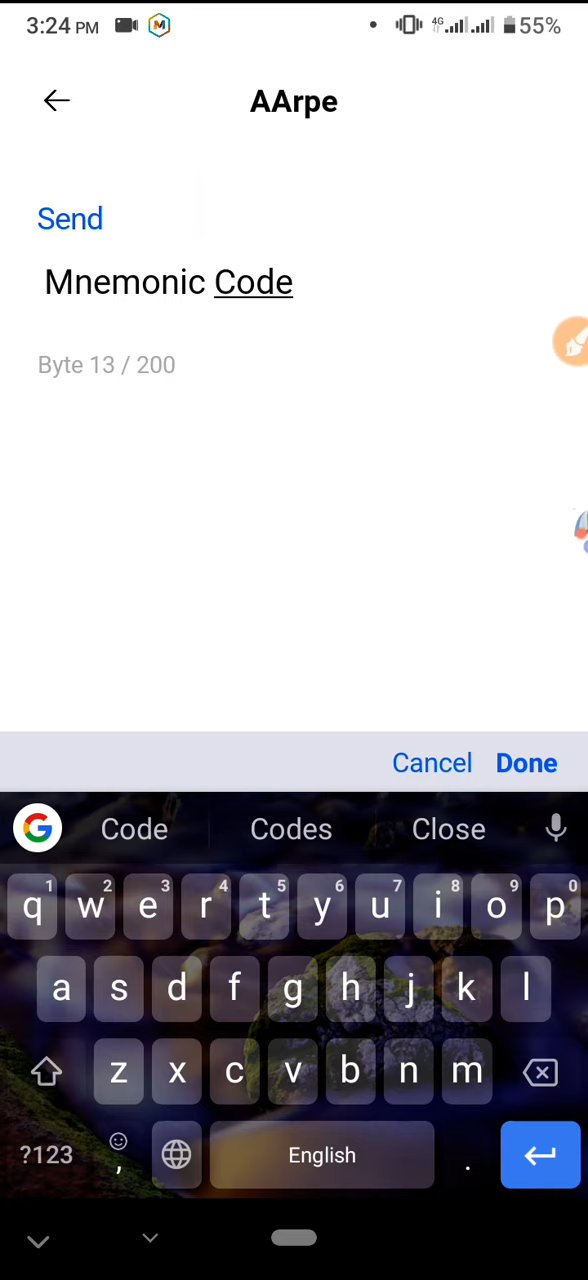 3:24 PM M 4G 55%
AArpe
Send
Mnemonic Code
Byte 13 / 200
Cancel Done
G Code Codes Close
1 2 3 4 5 6 7 8 9 0
q w e r t y u i o p
a s d f g h j k l
z x c v b n m
?123 , English .